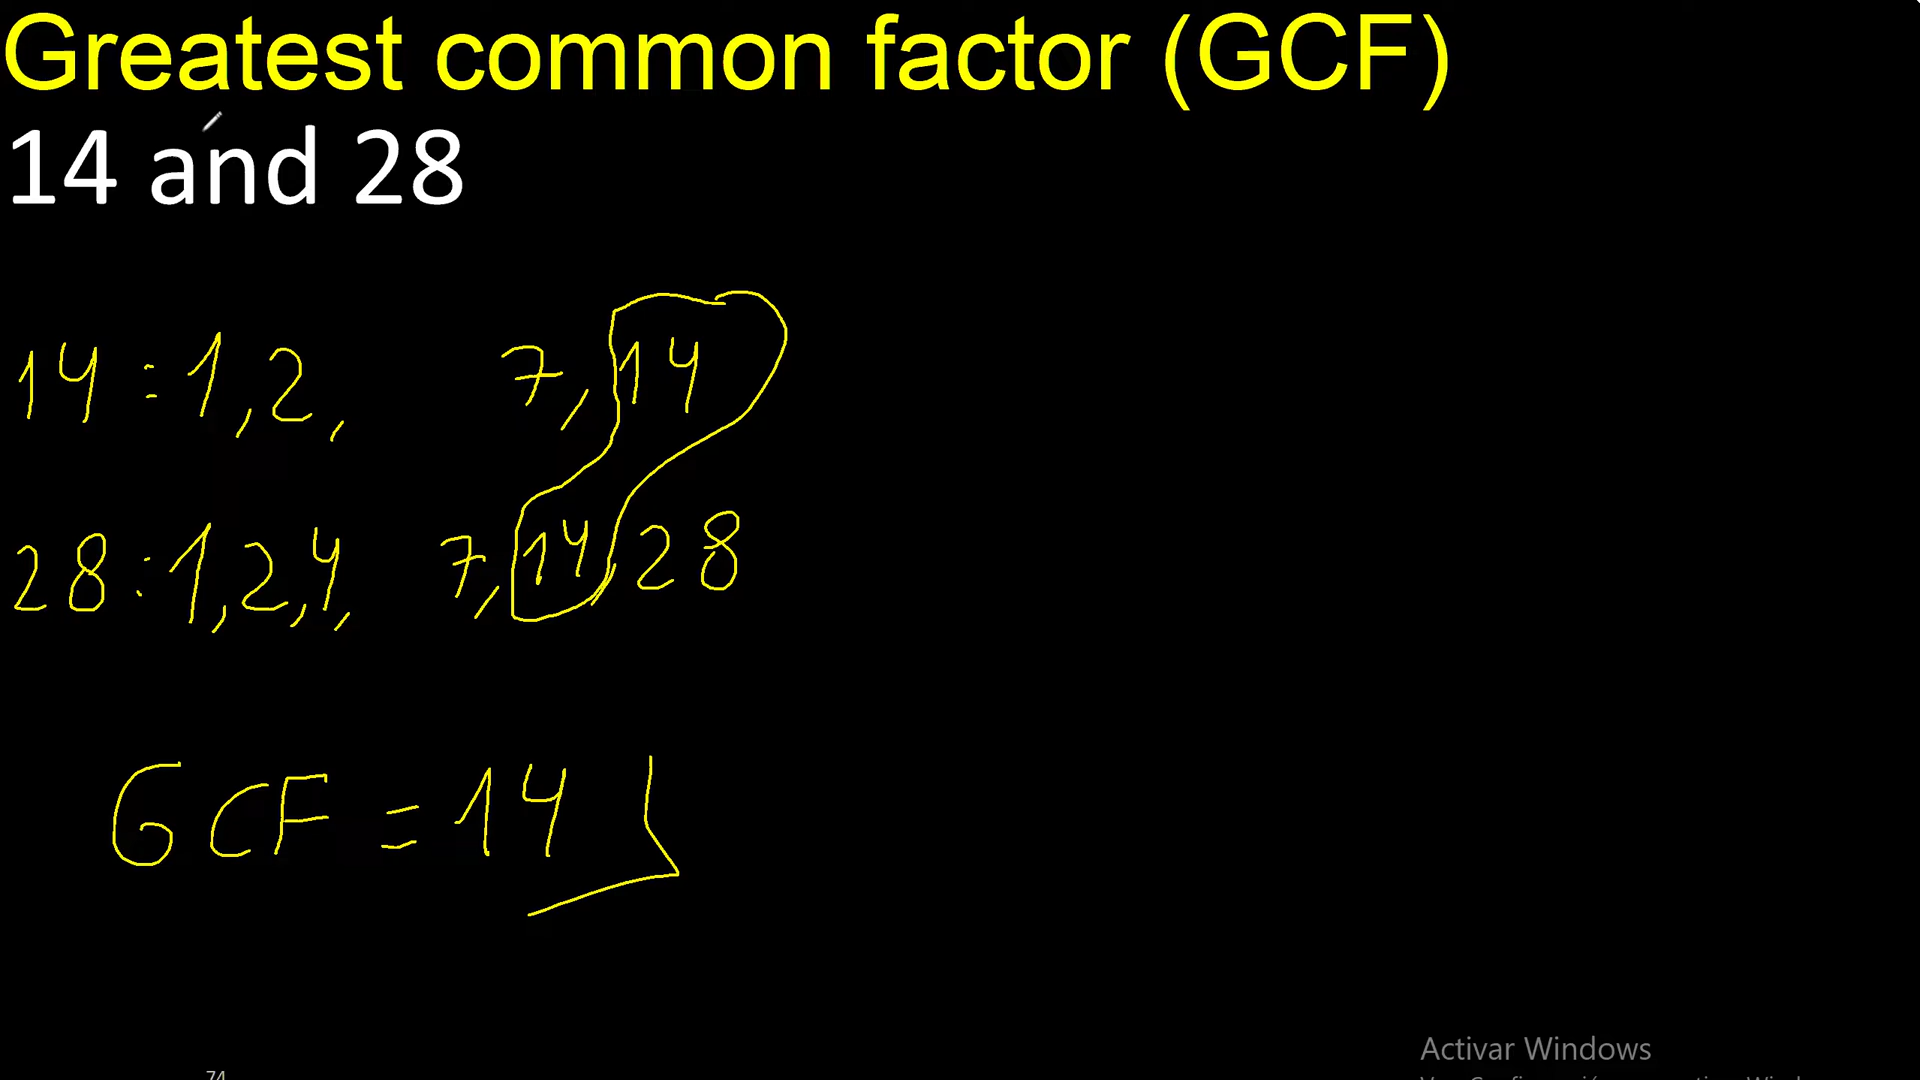 Greatest common factor (GCF)
14 and 28
14 : 1, 2, 7, 14
28 : 1, 2, 4, 7, 14, 28
GCF = 14
Activar Windows
74